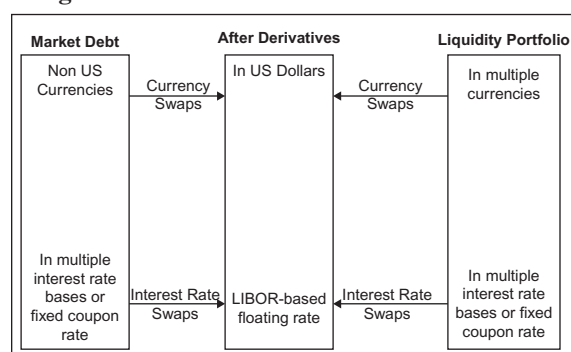 Market Debt
After Derivatives
Liquidity Portfolio
Non US
Currencies
Currency
Swaps
In US Dollars
Currency
Swaps
In multiple
currencies
In multiple
interest rate
bases or
fixed coupon
rate
Interest Rate
Swaps
LIBOR-based
floating rate
Interest Rate
Swaps
In multiple
interest rate
bases or fixed
coupon rate